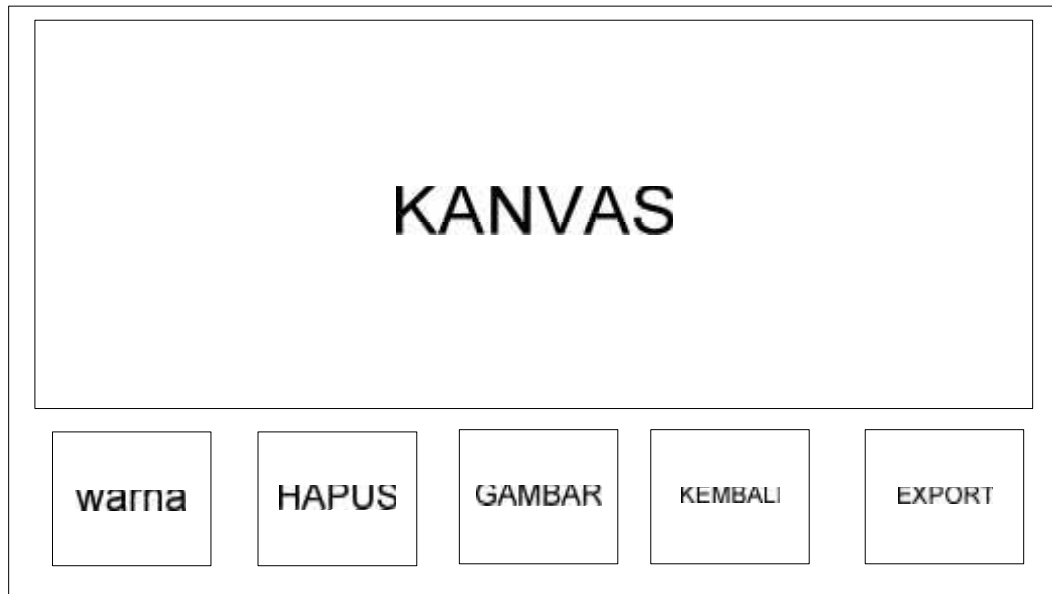 KANVAS
warna
HAPUS
GAMBAR
KEMBALI
EXPORT